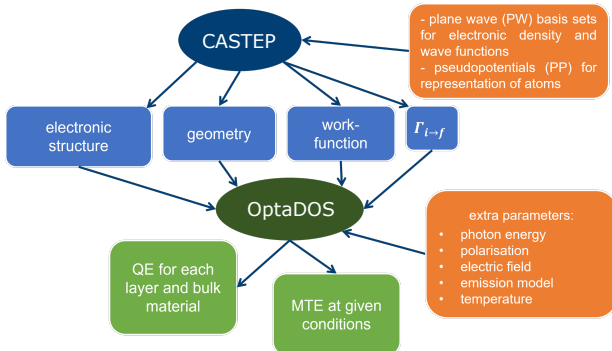 CASTEP
- plane wave (PW) basis sets
for electronic density and
wave functions
- pseudopotentials (PP) for
representation of atoms
electronic
structure
geometry
work-
function
Γi→f
OptaDOS
extra parameters:
• photon energy
• polarisation
• electric field
• emission model
• temperature
QE for each
layer and bulk
material
MTE at given
conditions